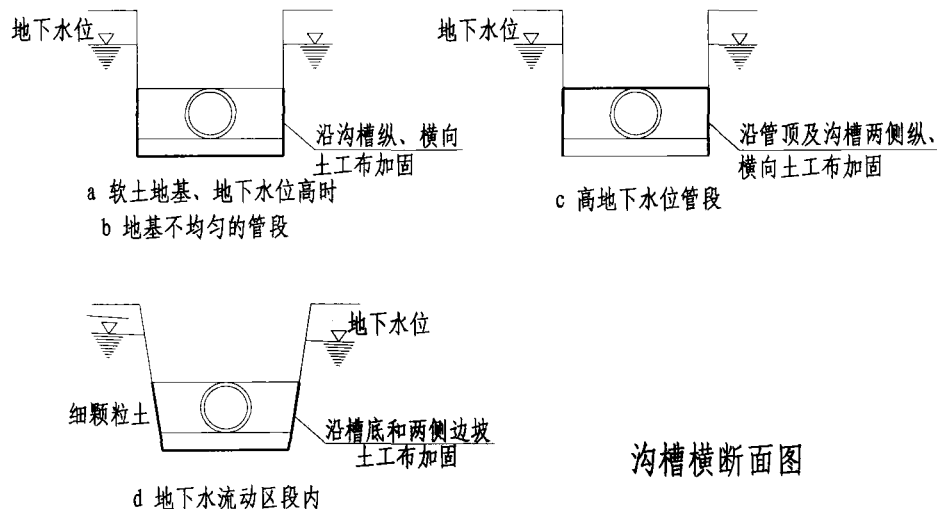 地下水位
沿沟槽纵、横向
土工布加固
a 软土地基、地下水位高时
b 地基不均匀的管段
地下水位
沿管顶及沟槽两侧纵、
横向土工布加固
c 高地下水位管段
地下水位
细颗粒土
沿槽底和两侧边坡
土工布加固
d 地下水流动区段内
沟槽横断面图